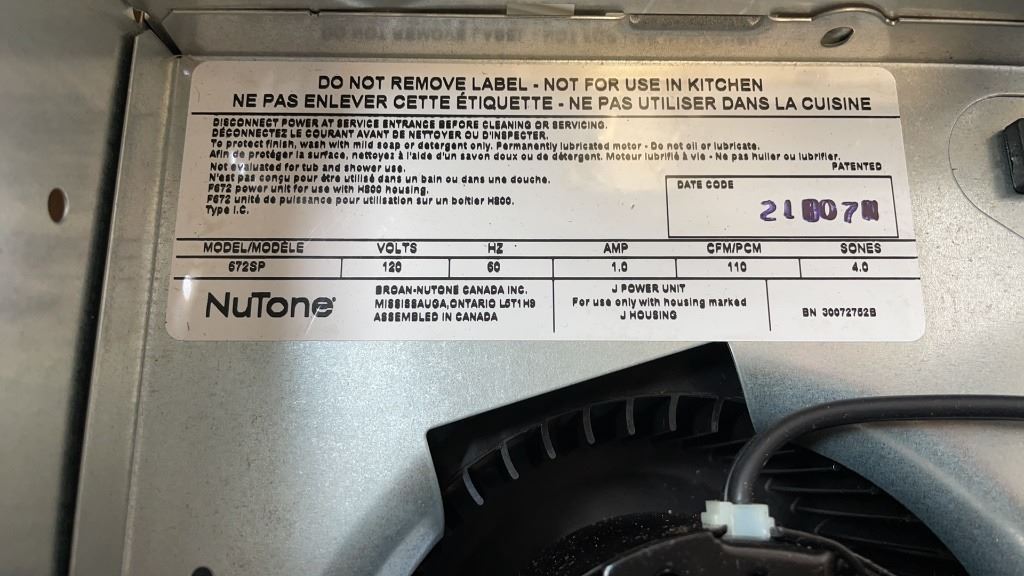 DO NOT REMOVE LABEL - NOT FOR USE IN KITCHEN
NE PAS ENLEVER CETTE ÉTIQUETTE - NE PAS UTILISER DANS LA CUISINE
DISCONNECT POWER AT SERVICE ENTRANCE BEFORE CLEANING OR SERVICING.
DÉCONNECTEZ LE COURANT AVANT DE NETTOYER OU D'INSPECTER.
To protect finish, wash with mild soap or detergent only. Permanently lubricated motor - Do not oil or lubricate.
Afin de protéger la surface, nettoyez à l'aide d'un savon doux ou de détergent. Moteur lubrifié à vie - Ne pas huiler ou lubrifier.
Not evaluated for tub and shower use.
PATENTED
N'est pas conçu pour être utilisé dans un bain ou dans une douche.
F672 power unit for use with H800 housing.
F672 unité de puissance pour utilisation sur un boîtier H800.
Type I.C.
DATE CODE
MODEL/MODÈLE VOLTS HZ AMP CFM/PCM SONES
672SP 120 60 1.0 110 4.0
NuTone
BROAN-NUTONE CANADA INC.
MISSISSAUGA,ONTARIO L5T1H9
ASSEMBLED IN CANADA
J POWER UNIT
For use only with housing marked
J HOUSING
BN 30072752B